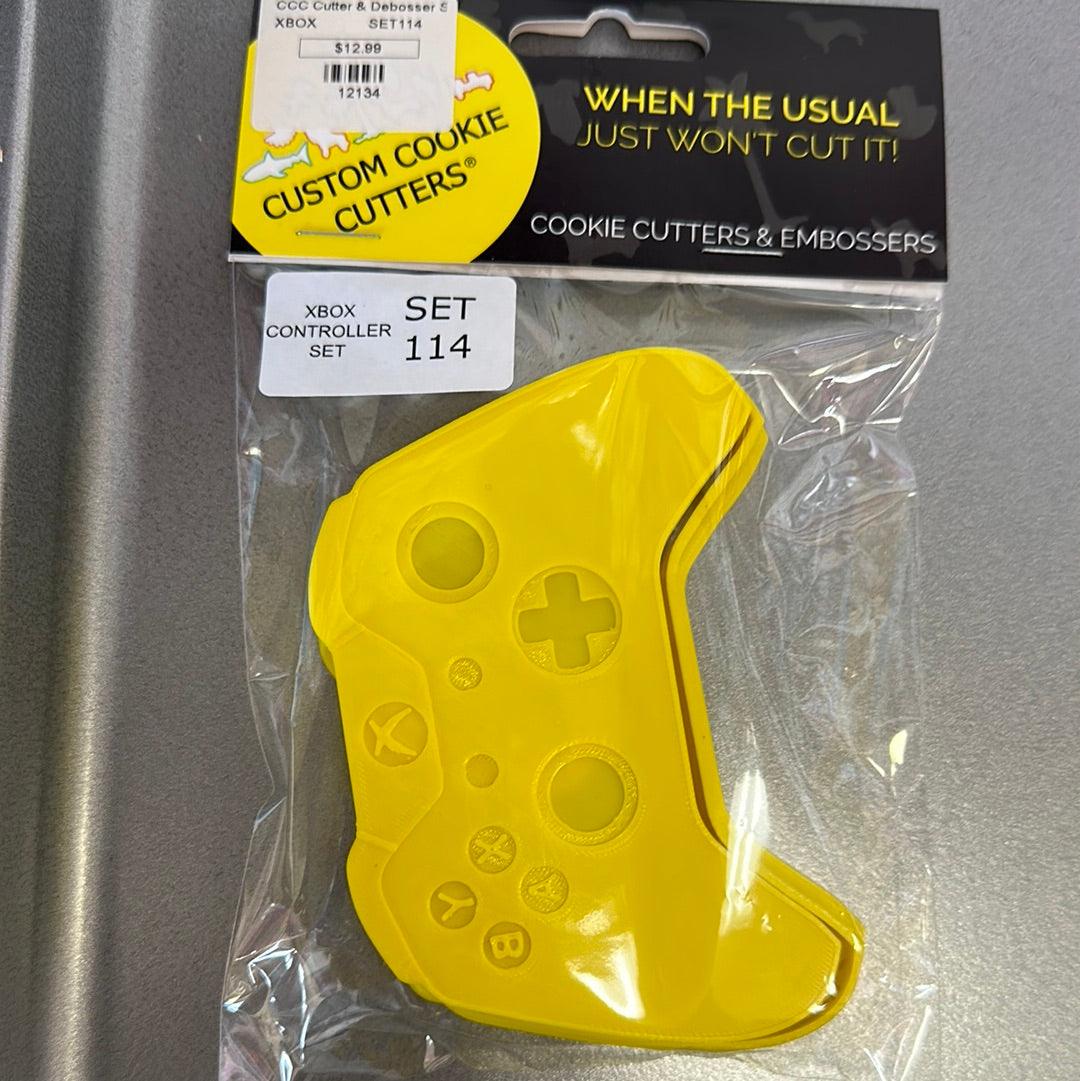 CCC Cutter & Debosser S
XBOX SET114
$12.99
12134
CUSTOM COOKIE
CUTTERS®
WHEN THE USUAL
JUST WON'T CUT IT!
COOKIE CUTTERS & EMBOSSERS
XBOX
CONTROLLER
SET
SET
114
X
A
Y
B